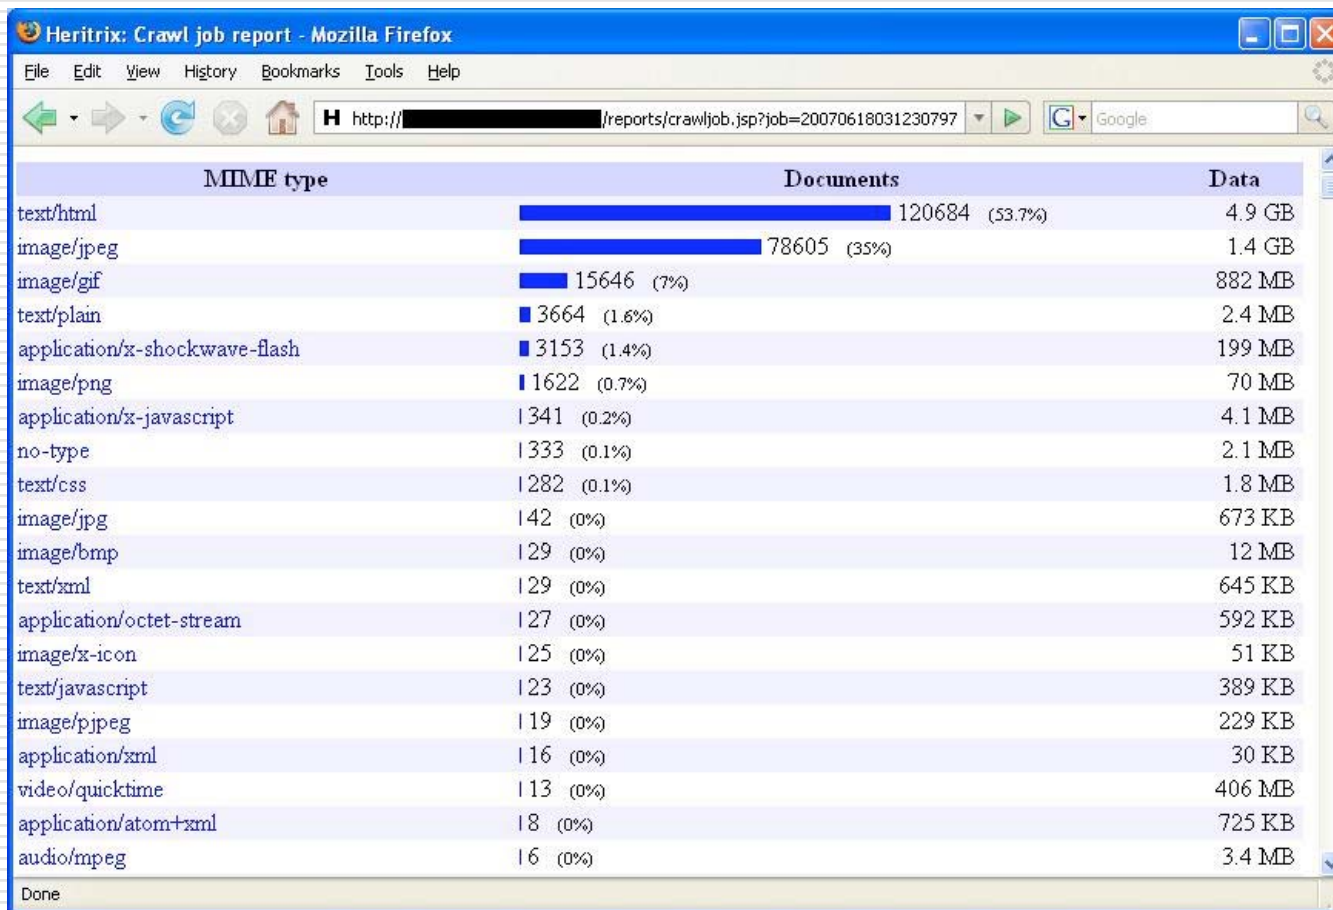 Heritrix: Crawl job report - Mozilla Firefox
File Edit View History Bookmarks Tools Help
H http:// /reports/crawljob.jsp?job=20070618031230797 G Google
MIME type Documents Data
text/html 120684 (53.7%) 4.9 GB
image/jpeg 78605 (35%) 1.4 GB
image/gif 15646 (7%) 882 MB
text/plain 3664 (1.6%) 2.4 MB
application/x-shockwave-flash 3153 (1.4%) 199 MB
image/png 1622 (0.7%) 70 MB
application/x-javascript 341 (0.2%) 4.1 MB
no-type 333 (0.1%) 2.1 MB
text/css 282 (0.1%) 1.8 MB
image/jpg 42 (0%) 673 KB
image/bmp 29 (0%) 12 MB
text/xml 29 (0%) 645 KB
application/octet-stream 27 (0%) 592 KB
image/x-icon 25 (0%) 51 KB
text/javascript 23 (0%) 389 KB
image/pjpeg 19 (0%) 229 KB
application/xml 16 (0%) 30 KB
video/quicktime 13 (0%) 406 MB
application/atom+xml 8 (0%) 725 KB
audio/mpeg 6 (0%) 3.4 MB
Done